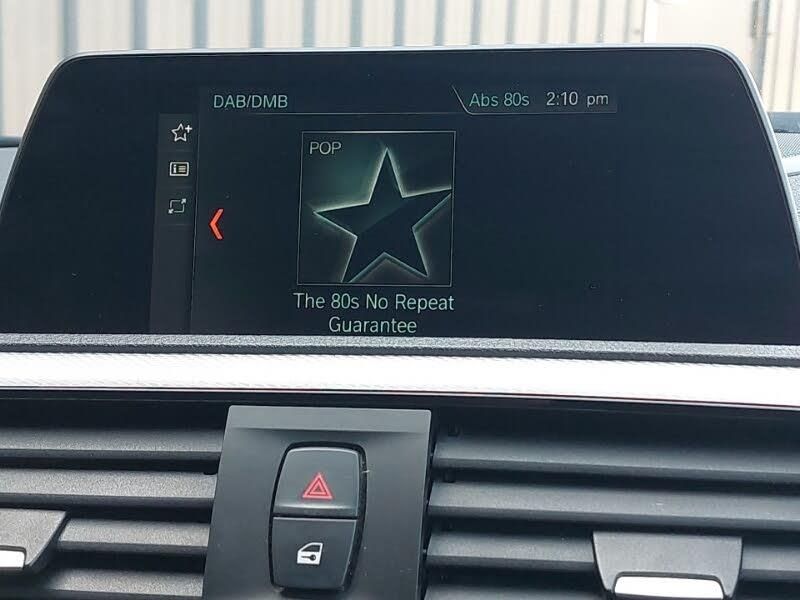 DAB/DMB
Abs 80s 2:10 pm
POP
The 80s No Repeat
Guarantee